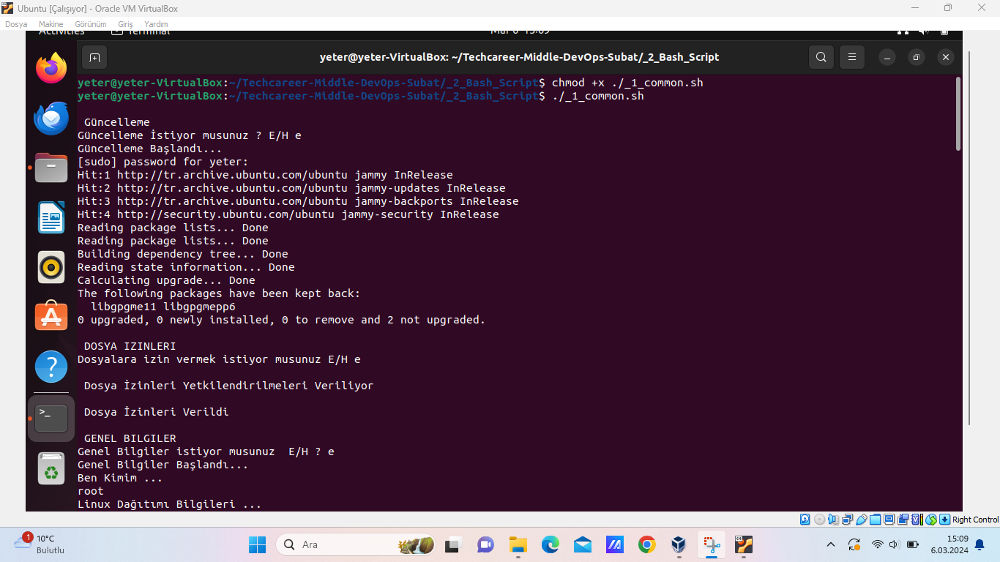 Ubuntu [Çalışıyor] - Oracle VM VirtualBox
Dosya Makine Görünüm Giriş Yardım
Activities Terminal Mar 6 15:09
yeter@yeter-VirtualBox: ~/Techcareer-Middle-DevOps-Subat/_2_Bash_Script
yeter@yeter-VirtualBox:~/Techcareer-Middle-DevOps-Subat/_2_Bash_Script$ chmod +x ./_1_common.sh
yeter@yeter-VirtualBox:~/Techcareer-Middle-DevOps-Subat/_2_Bash_Script$ ./_1_common.sh
Güncelleme
Güncelleme İstiyor musunuz ? E/H e
Güncelleme Başlandı...
[sudo] password for yeter:
Hit:1 http://tr.archive.ubuntu.com/ubuntu jammy InRelease
Hit:2 http://tr.archive.ubuntu.com/ubuntu jammy-updates InRelease
Hit:3 http://tr.archive.ubuntu.com/ubuntu jammy-backports InRelease
Hit:4 http://security.ubuntu.com/ubuntu jammy-security InRelease
Reading package lists... Done
Reading package lists... Done
Building dependency tree... Done
Reading state information... Done
Calculating upgrade... Done
The following packages have been kept back:
libgpgme11 libgpgmepp6
0 upgraded, 0 newly installed, 0 to remove and 2 not upgraded.
DOSYA IZINLERI
Dosyalara izin vermek istiyor musunuz E/H e
Dosya İzinleri Yetkilendirilmeleri Veriliyor
Dosya İzinleri Verildi
GENEL BILGILER
Genel Bilgiler istiyor musunuz  E/H ? e
Genel Bilgiler Başlandı...
Ben Kimim ...
root
Linux Dağıtımı Bilgileri ...
Right Control
1
10°C
Bulutlu
Ara
15:09
6.03.2024